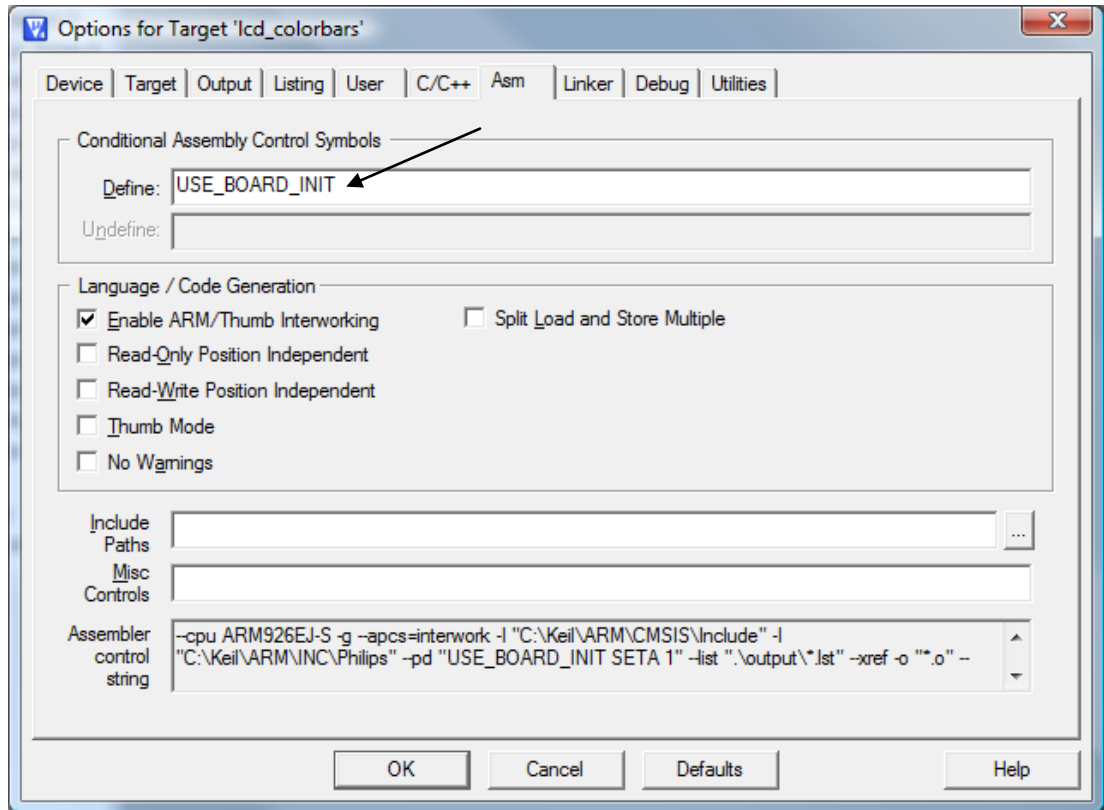 Options for Target 'lcd_colorbars'
Device Target Output Listing User C/C++ Asm Linker Debug Utilities
Conditional Assembly Control Symbols
Define: USE_BOARD_INIT
Undefine:
Language / Code Generation
Enable ARM/Thumb Interworking Split Load and Store Multiple
Read-Only Position Independent
Read-Write Position Independent
Thumb Mode
No Warnings
Include
Paths ...
Misc
Controls
Assembler
control
string
--cpu ARM926EJ-S -g --apcs=interwork -I "C:\Keil\ARM\CMSIS\Include" -I
"C:\Keil\ARM\INC\Philips" --pd "USE_BOARD_INIT SETA 1" --list ".\output\*.lst" --xref -o "*.o" --
OK Cancel Defaults Help